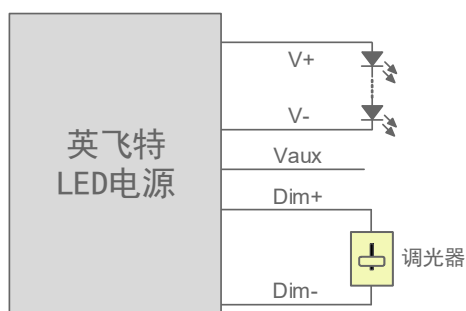 V+
V-
英飞特
LED电源
Vaux
Dim+
调光器
Dim-